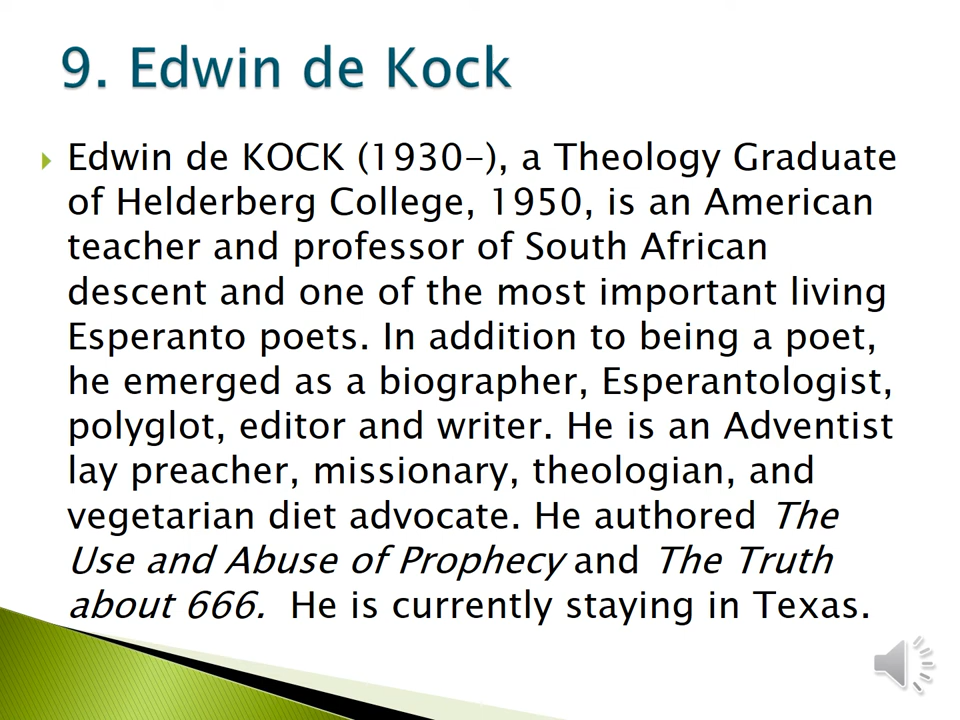 9. Edwin de Kock
Edwin de KOCK (1930-), a Theology Graduate
of Helderberg College, 1950, is an American
teacher and professor of South African
descent and one of the most important living
Esperanto poets. In addition to being a poet,
he emerged as a biographer, Esperantologist,
polyglot, editor and writer. He is an Adventist
lay preacher, missionary, theologian, and
vegetarian diet advocate. He authored The
Use and Abuse of Prophecy and The Truth
about 666. He is currently staying in Texas.